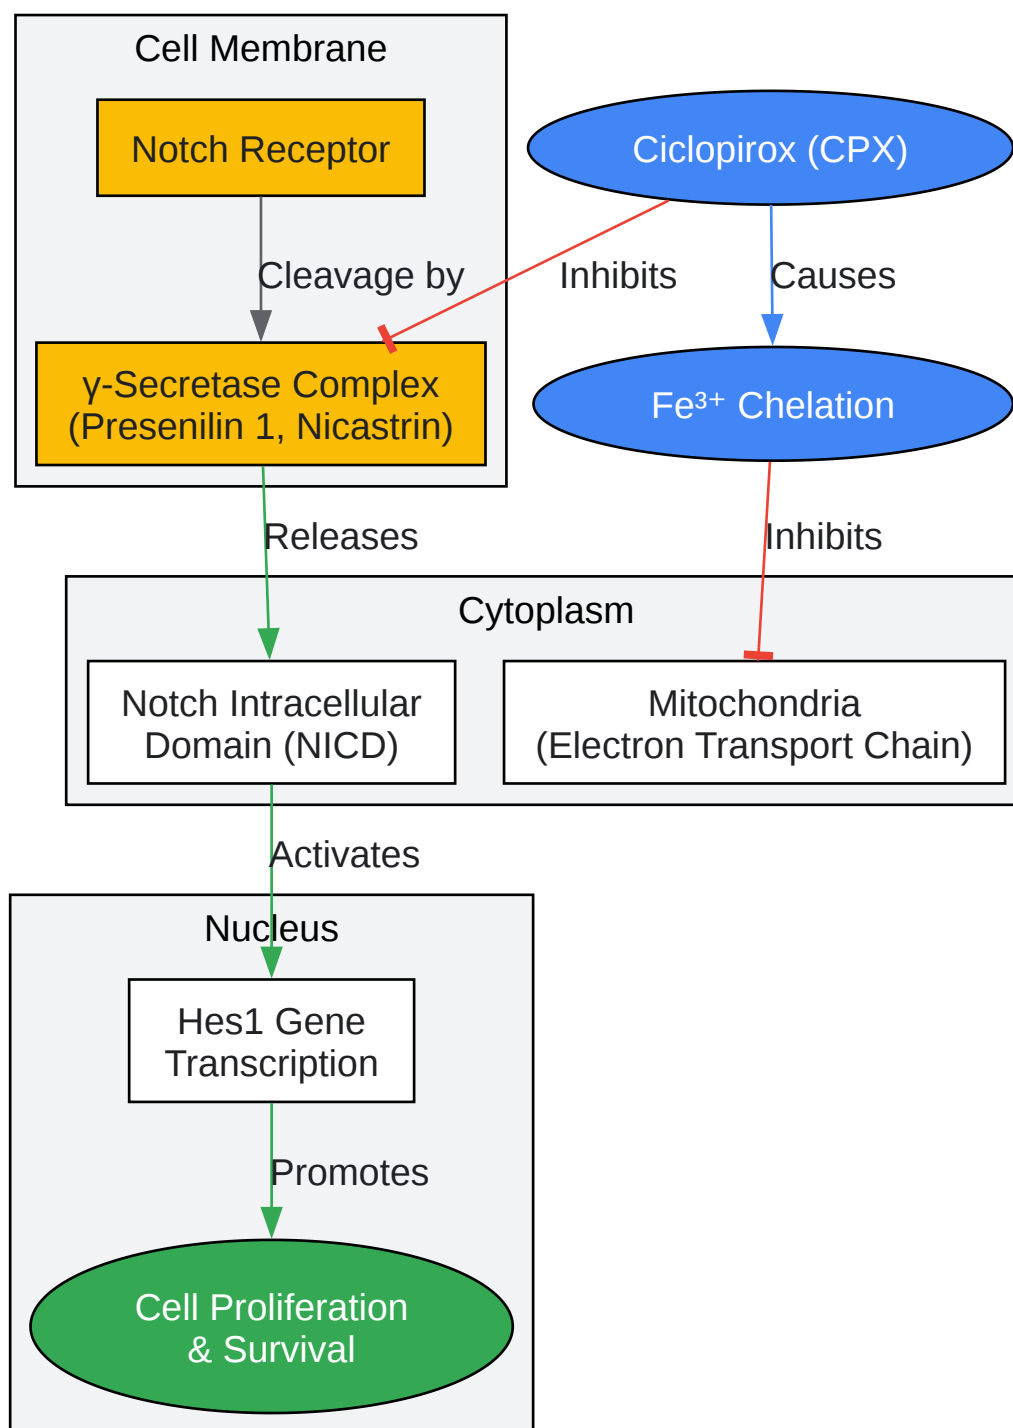 Cell Membrane
Notch Receptor
Ciclopirox (CPX)
Cleavage by
Inhibits
Causes
γ-Secretase Complex
(Presenilin 1, Nicastrin)
Fe³⁺ Chelation
Releases
Inhibits
Cytoplasm
Notch Intracellular
Domain (NICD)
Mitochondria
(Electron Transport Chain)
Activates
Nucleus
Hes1 Gene
Transcription
Promotes
Cell Proliferation
& Survival